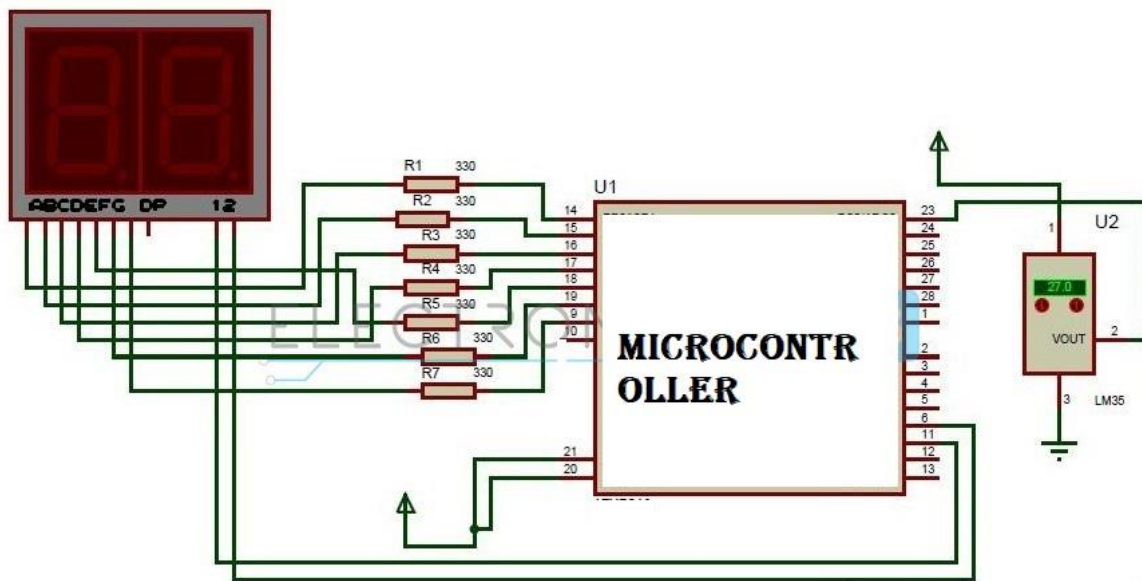 ABCDEFG DP 12
R1 330
R2 330
R3 330
R4 330
R5 330
R6 330
R7 330
U1
14
15
16
17
18
19
9
10
21
20
MICROCONTR
OLLER
23
24
25
26
27
28
1
2
3
4
5
6
11
12
13
U2
1
27.0
VOUT
2
3
LM35